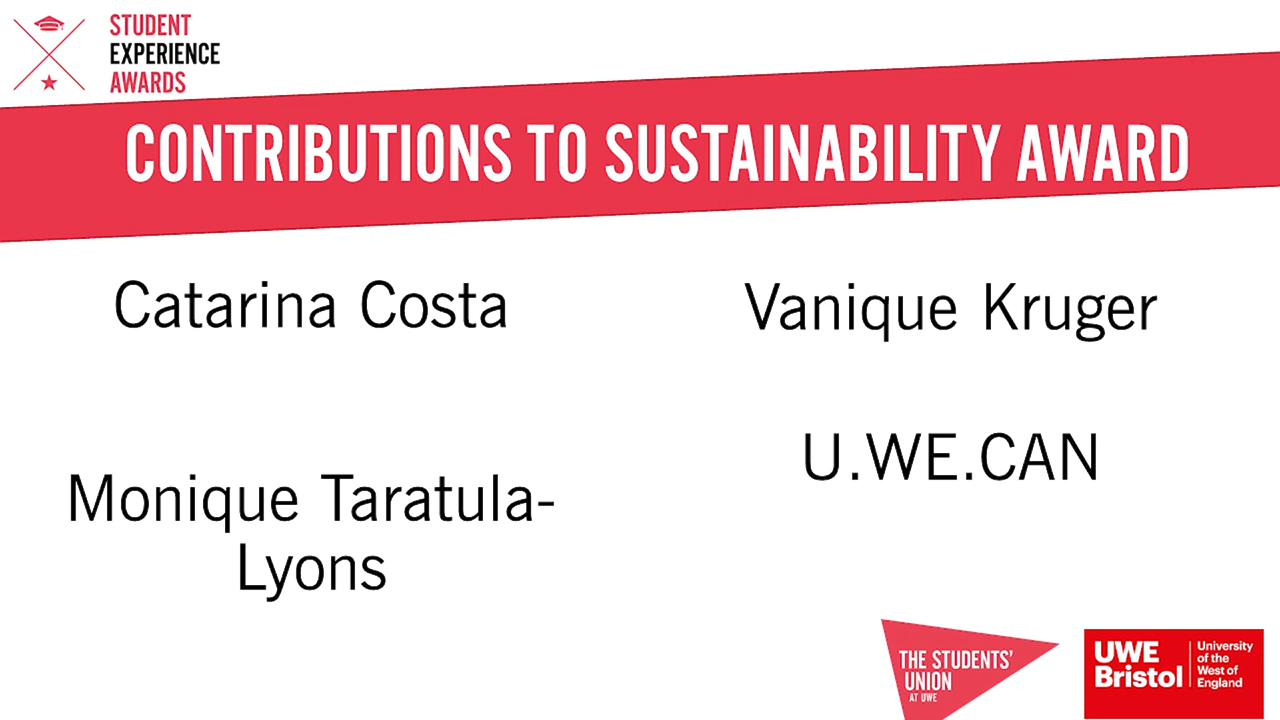 STUDENT
EXPERIENCE
AWARDS
CONTRIBUTIONS TO SUSTAINABILITY AWARD
Catarina Costa
Vanique Kruger
Monique Taratula-
Lyons
U.WE.CAN
THE STUDENTS'
UNION
AT UWE
UWE
Bristol
University
of the
West of
England